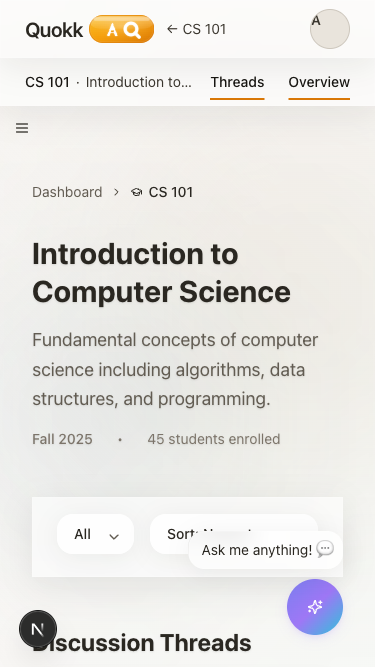 Quokk A
← CS 101
A
CS 101 · Introduction to...
Threads
Overview
Dashboard > CS 101
Introduction to
Computer Science
Fundamental concepts of computer
science including algorithms, data
structures, and programming.
Fall 2025 • 45 students enrolled
All
Sort:
Ask me anything!
N
Discussion Threads